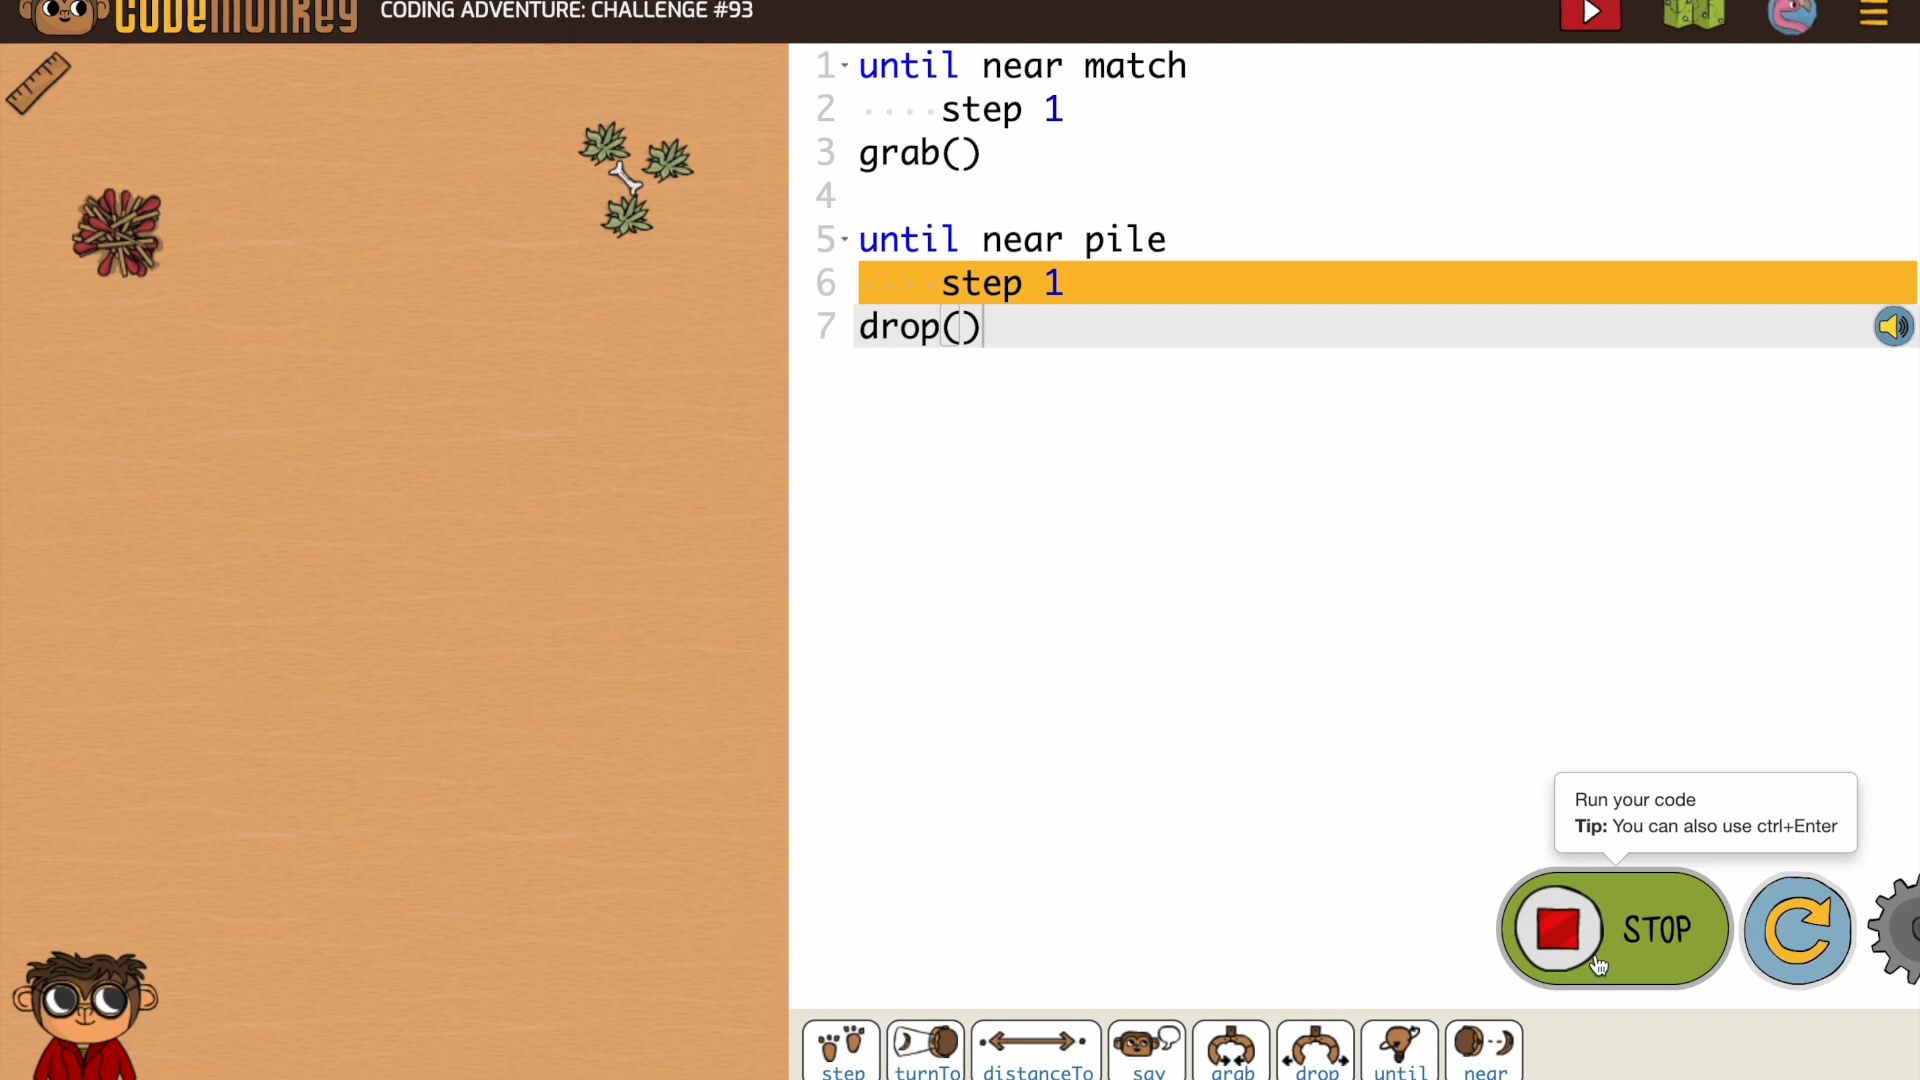 CODEMONKEY
CODING ADVENTURE: CHALLENGE #93
1 until near match
2 step 1
3 grab()
4
5 until near pile
6 step 1
7 drop()
Run your code
Tip: You can also use ctrl+Enter
STOP
step turnTo distanceTo say grab drop until near